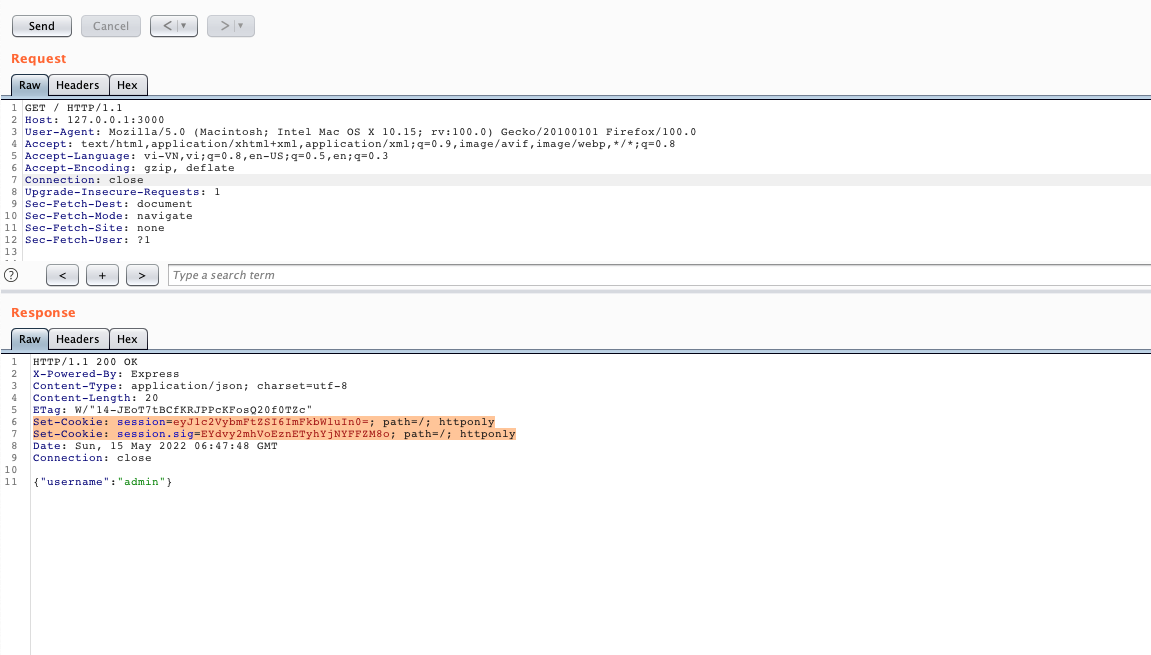 Send Cancel < ▼ > ▼
Request
Raw Headers Hex
1 GET / HTTP/1.1
2 Host: 127.0.0.1:3000
3 User-Agent: Mozilla/5.0 (Macintosh; Intel Mac OS X 10.15; rv:100.0) Gecko/20100101 Firefox/100.0
4 Accept: text/html,application/xhtml+xml,application/xml;q=0.9,image/avif,image/webp,*/*;q=0.8
5 Accept-Language: vi-VN,vi;q=0.8,en-US;q=0.5,en;q=0.3
6 Accept-Encoding: gzip, deflate
7 Connection: close
8 Upgrade-Insecure-Requests: 1
9 Sec-Fetch-Dest: document
10 Sec-Fetch-Mode: navigate
11 Sec-Fetch-Site: none
12 Sec-Fetch-User: ?1
13
? < + > Type a search term
Response
Raw Headers Hex
1 HTTP/1.1 200 OK
2 X-Powered-By: Express
3 Content-Type: application/json; charset=utf-8
4 Content-Length: 20
5 ETag: W/"14-JEoT7tBCfKRJPPcKFosQ20f0TZc"
6 Set-Cookie: session=eyJ1c2VybmFtZSI6ImFkbWluIn0=; path=/; httponly
7 Set-Cookie: session.sig=EYdvy2mhVoEznETyhYjNYFFZM8o; path=/; httponly
8 Date: Sun, 15 May 2022 06:47:48 GMT
9 Connection: close
10
11 {"username":"admin"}